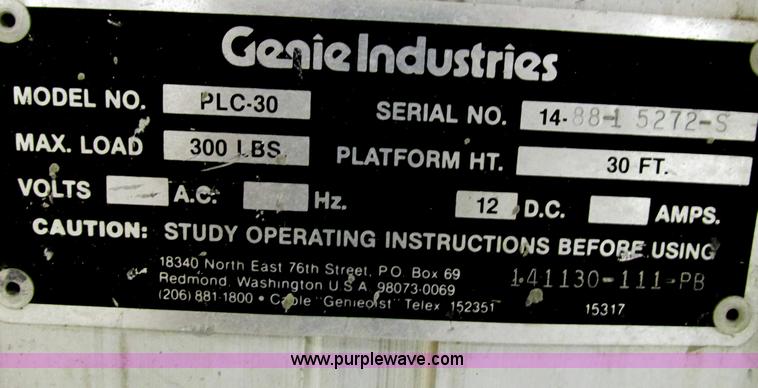 Genie Industries
MODEL NO. PLC-30 SERIAL NO. 14-88-1 5272-S
MAX. LOAD 300 LBS. PLATFORM HT. 30 FT.
VOLTS A.C. Hz. 12 D.C. AMPS.
CAUTION: STUDY OPERATING INSTRUCTIONS BEFORE USING
18340 North East 76th Street, P.O. Box 69
Redmond, Washington U.S.A. 98073-0069
(206) 881-1800 • Cable "Genieoist" Telex 152351
141130-111-PB
15317
www.purplewave.com